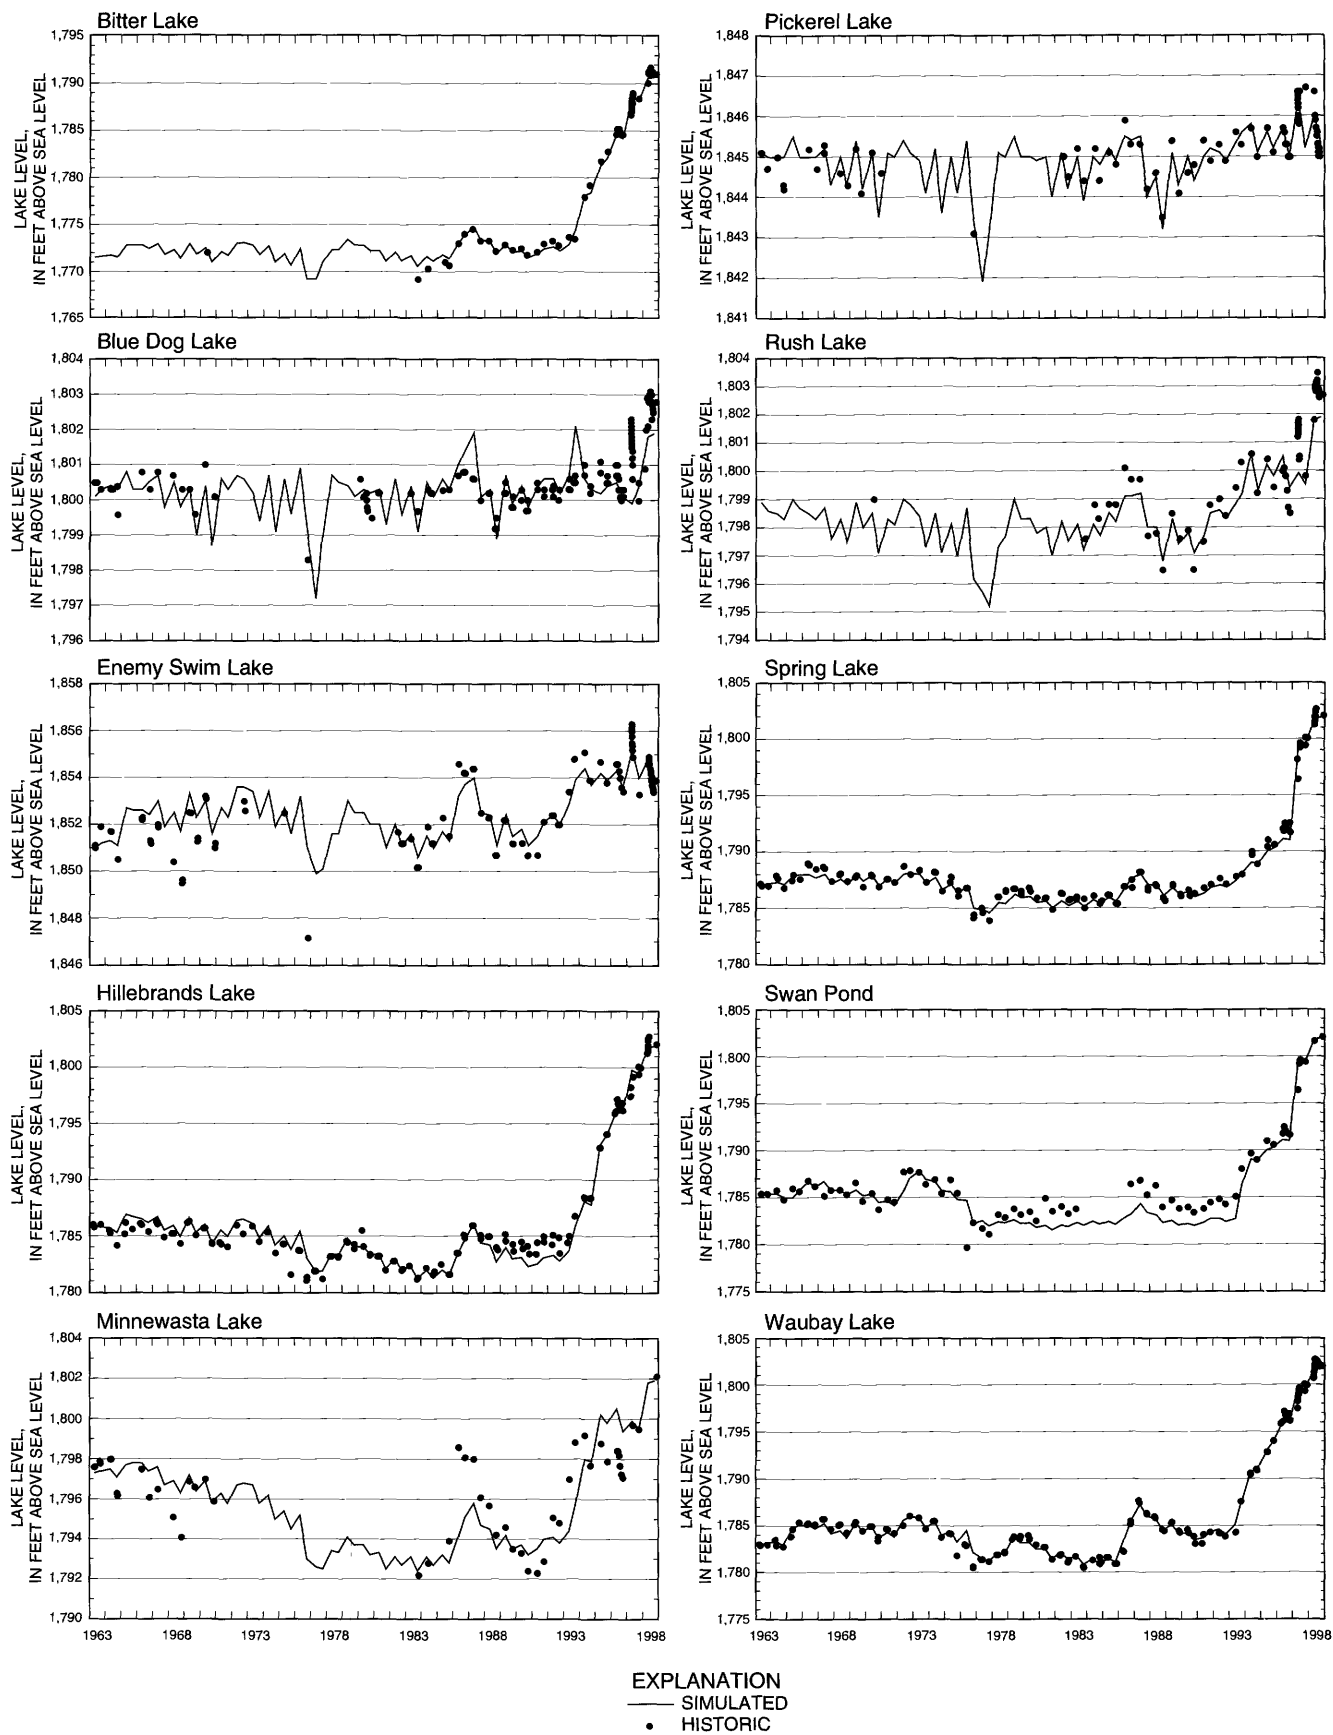 Bitter Lake
LAKE LEVEL,
IN FEET ABOVE SEA LEVEL
1,795
1,790
1,785
1,780
1,775
1,770
1,765
Pickerel Lake
LAKE LEVEL,
IN FEET ABOVE SEA LEVEL
1,848
1,847
1,846
1,845
1,844
1,843
1,842
1,841
Blue Dog Lake
LAKE LEVEL,
IN FEET ABOVE SEA LEVEL
1,804
1,803
1,802
1,801
1,800
1,799
1,798
1,797
1,796
Rush Lake
LAKE LEVEL,
IN FEET ABOVE SEA LEVEL
1,804
1,803
1,802
1,801
1,800
1,799
1,798
1,797
1,796
1,795
1,794
Enemy Swim Lake
LAKE LEVEL,
IN FEET ABOVE SEA LEVEL
1,858
1,856
1,854
1,852
1,850
1,848
1,846
Spring Lake
LAKE LEVEL,
IN FEET ABOVE SEA LEVEL
1,805
1,800
1,795
1,790
1,785
1,780
Hillebrands Lake
LAKE LEVEL,
IN FEET ABOVE SEA LEVEL
1,805
1,800
1,795
1,790
1,785
1,780
Swan Pond
LAKE LEVEL,
IN FEET ABOVE SEA LEVEL
1,805
1,800
1,795
1,790
1,785
1,780
1,775
Minnewasta Lake
LAKE LEVEL,
IN FEET ABOVE SEA LEVEL
1,804
1,802
1,800
1,798
1,796
1,794
1,792
1,790
1963 1968 1973 1978 1983 1988 1993 1998
Waubay Lake
LAKE LEVEL,
IN FEET ABOVE SEA LEVEL
1,805
1,800
1,795
1,790
1,785
1,780
1,775
1963 1968 1973 1978 1983 1988 1993 1998
EXPLANATION
SIMULATED
HISTORIC